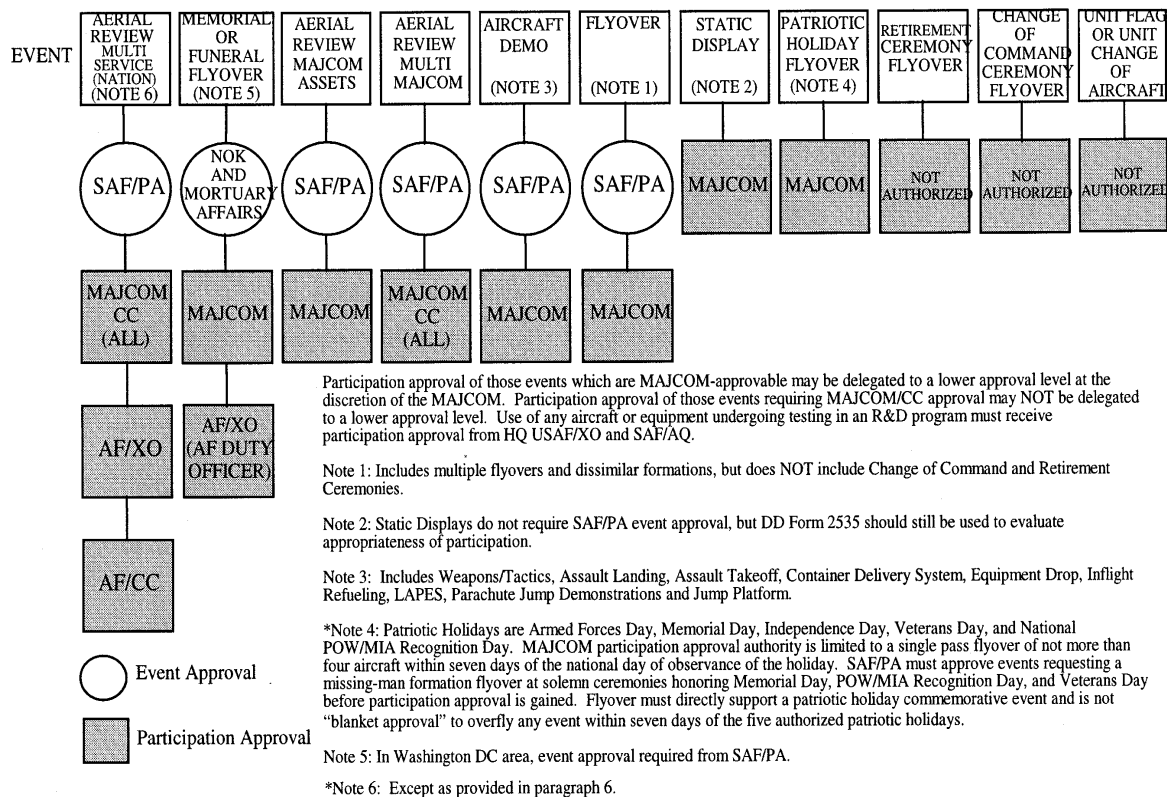 EVENT
AERIAL
REVIEW
MULTI
SERVICE
(NATION)
(NOTE 6)
MEMORIAL
OR
FUNERAL
FLYOVER
(NOTE 5)
AERIAL
REVIEW
MAJCOM
ASSETS
AERIAL
REVIEW
MULTI
MAJCOM
AIRCRAFT
DEMO
(NOTE 3)
FLYOVER
(NOTE 1)
STATIC
DISPLAY
(NOTE 2)
PATRIOTIC
HOLIDAY
FLYOVER
(NOTE 4)
RETIREMENT
CEREMONY
FLYOVER
CHANGE
OF
COMMAND
CEREMONY
FLYOVER
UNIT FLAG
OR UNIT
CHANGE
OF
AIRCRAFT
SAF/PA
NOK
AND
MORTUARY
AFFAIRS
SAF/PA
SAF/PA
SAF/PA
SAF/PA
MAJCOM
MAJCOM
NOT
AUTHORIZED
NOT
AUTHORIZED
NOT
AUTHORIZED
MAJCOM
CC
(ALL)
MAJCOM
MAJCOM
MAJCOM
CC
(ALL)
MAJCOM
MAJCOM
AF/XO
AF/XO
(AF DUTY
OFFICER)
AF/CC
Event Approval
Participation Approval
Participation approval of those events which are MAJCOM-approvable may be delegated to a lower approval level at the
discretion of the MAJCOM. Participation approval of those events requiring MAJCOM/CC approval may NOT be delegated
to a lower approval level. Use of any aircraft or equipment undergoing testing in an R&D program must receive
participation approval from HQ USAF/XO and SAF/AQ.
Note 1: Includes multiple flyovers and dissimilar formations, but does NOT include Change of Command and Retirement
Ceremonies.
Note 2: Static Displays do not require SAF/PA event approval, but DD Form 2535 should still be used to evaluate
appropriateness of participation.
Note 3: Includes Weapons/Tactics, Assault Landing, Assault Takeoff, Container Delivery System, Equipment Drop, Inflight
Refueling, LAPES, Parachute Jump Demonstrations and Jump Platform.
*Note 4: Patriotic Holidays are Armed Forces Day, Memorial Day, Independence Day, Veterans Day, and National
POW/MIA Recognition Day. MAJCOM participation approval authority is limited to a single pass flyover of not more than
four aircraft within seven days of the national day of observance of the holiday. SAF/PA must approve events requesting a
missing-man formation flyover at solemn ceremonies honoring Memorial Day, POW/MIA Recognition Day, and Veterans Day
before participation approval is gained. Flyover must directly support a patriotic holiday commemorative event and is not
“blanket approval” to overfly any event within seven days of the five authorized patriotic holidays.
Note 5: In Washington DC area, event approval required from SAF/PA.
*Note 6: Except as provided in paragraph 6.